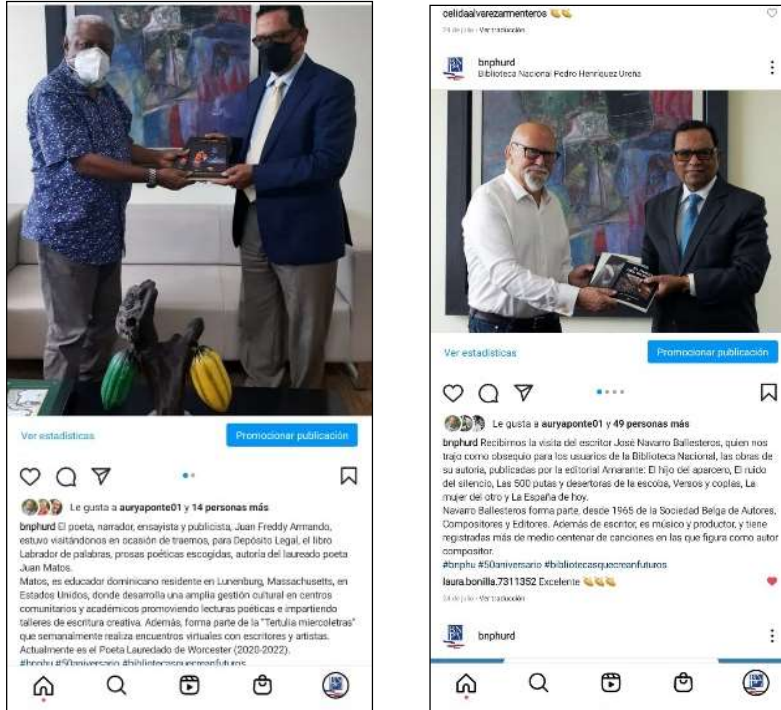 Ver estadísticas
Promocionar publicación
Le gusta a auryaponte01 y 14 personas más
bnphurd El poeta, narrador, ensayista y publicista, Juan Freddy Armando,
estuvo visitándonos en ocasión de traernos, para Depósito Legal, el libro
Labrador de palabras, prosas poéticas escogidas, autoría del laureado poeta
Juan Matos.
Matos, es educador dominicano residente en Lunenburg, Massachusetts, en
Estados Unidos, donde desarrolla una amplia gestión cultural en centros
comunitarios y académicos promoviendo lecturas poéticas e impartiendo
talleres de escritura creativa. Además, forma parte de la "Tertulia miercoletras"
que semanalmente realiza encuentros virtuales con escritores y artistas.
Actualmente es el Poeta Laureado de Worcester (2020-2022).
#bnphu #50aniversario #bibliotecasquecreanfuturos
celidaalvarezarmenteros
24 de julio · Ver traducción
bnphurd
Biblioteca Nacional Pedro Henríquez Ureña
Ver estadísticas
Promocionar publicación
Le gusta a auryaponte01 y 49 personas más
bnphurd Recibimos la visita del escritor José Navarro Ballesteros, quien nos
trajo como obsequio para los usuarios de la Biblioteca Nacional, las obras de
su autoría, publicadas por la editorial Amarante: El hijo del aparcero, El ruido
del silencio, Las 500 putas y desertoras de la escoba, Versos y coplas, La
mujer del otro y La España de hoy.
Navarro Ballesteros forma parte, desde 1965 de la Sociedad Belga de Autores,
Compositores y Editores. Además de escritor, es músico y productor, y tiene
registradas más de medio centenar de canciones en las que figura como autor
compositor.
#bnphu #50aniversario #bibliotecasquecreanfuturos
laura.bonilla.7311352 Excelente
24 de julio · Ver traducción
bnphurd